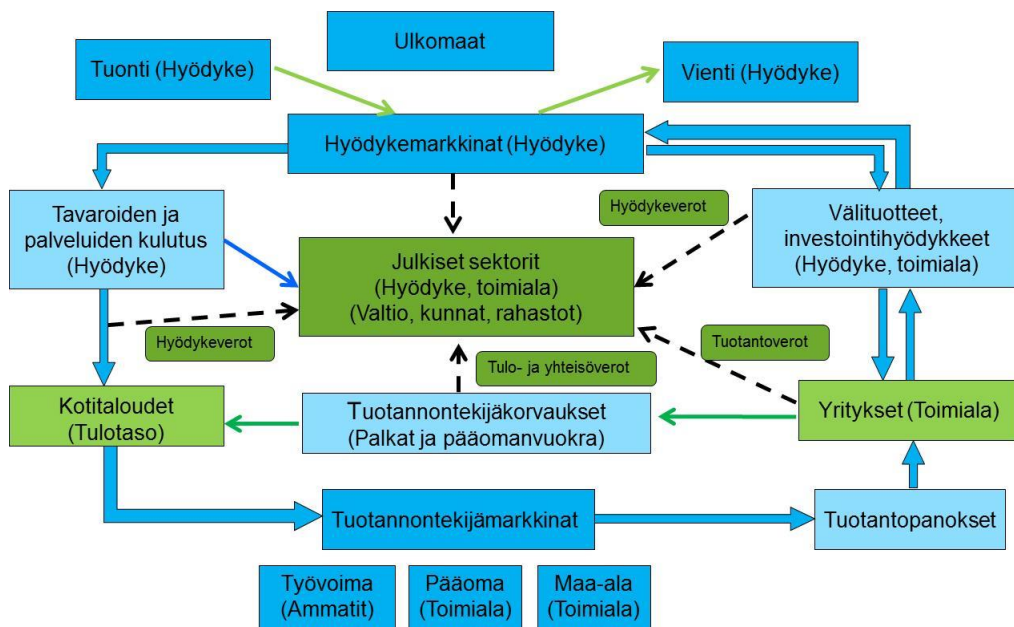 Ulkomaat
Tuonti (Hyödyke)
Vienti (Hyödyke)
Hyödykemarkkinat (Hyödyke)
Tavaroiden ja
palveluiden kulutus
(Hyödyke)
Hyödykeverot
Välituotteet,
investointihyödykkeet
(Hyödyke, toimiala)
Julkiset sektorit
(Hyödyke, toimiala)
(Valtio, kunnat, rahastot)
Hyödykeverot
Tuotantoverot
Tulo- ja yhteisöverot
Kotitaloudet
(Tulotaso)
Tuotannontekijäkorvaukset
(Palkat ja pääomanvuokra)
Yritykset (Toimiala)
Tuotannontekijämarkkinat
Tuotantopanokset
Työvoima
(Ammatit)
Pääoma
(Toimiala)
Maa-ala
(Toimiala)